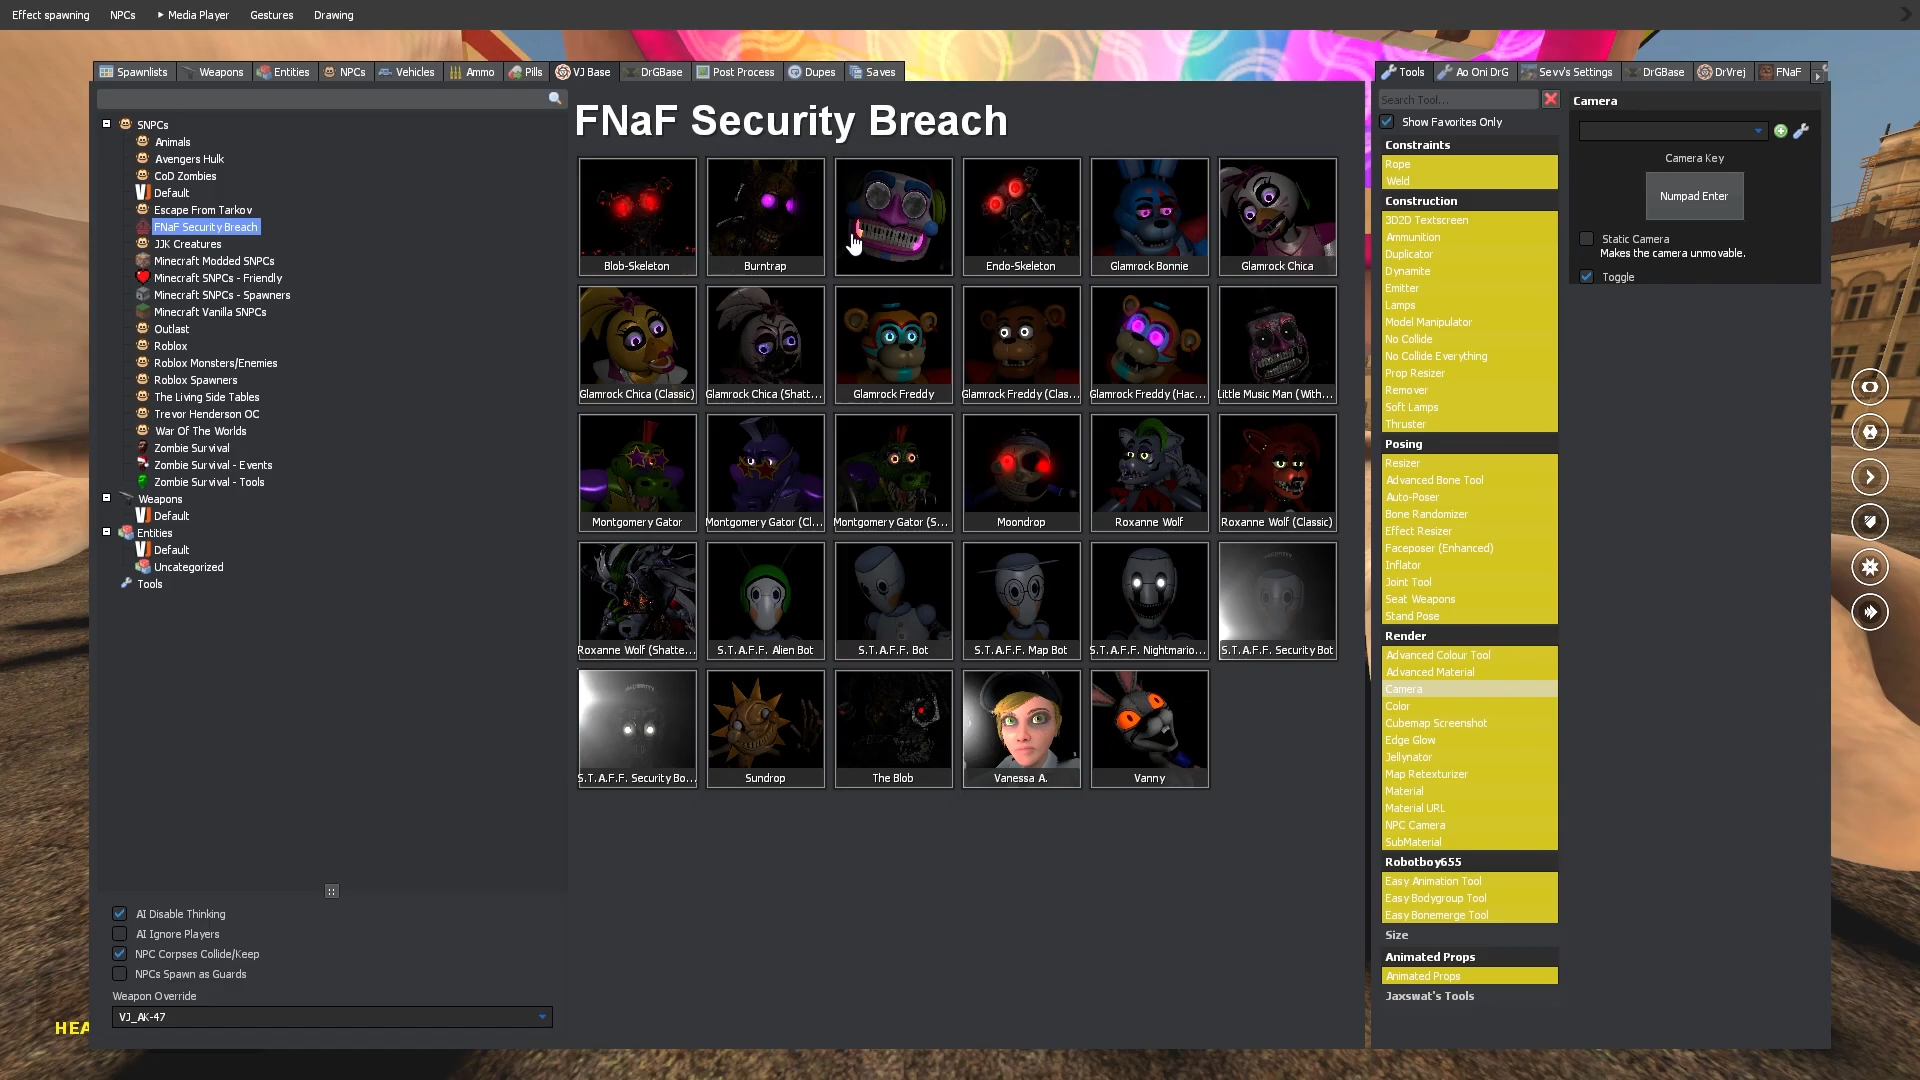 Effect spawning NPCs Media Player Gestures Drawing
Spawnlists Weapons Entities NPCs Vehicles Ammo Pills VJ Base DrGBase Post Process Dupes Saves
SNPCs
Animals
Avengers Hulk
CoD Zombies
Default
Escape From Tarkov
FNaF Security Breach
JJK Creatures
Minecraft Modded SNPCs
Minecraft SNPCs - Friendly
Minecraft SNPCs - Spawners
Minecraft Vanilla SNPCs
Outlast
Roblox
Roblox Monsters/Enemies
Roblox Spawners
The Living Side Tables
Trevor Henderson OC
War Of The Worlds
Zombie Survival
Zombie Survival - Events
Zombie Survival - Tools
Weapons
Default
Entities
Default
Uncategorized
Tools
AI Disable Thinking
AI Ignore Players
NPC Corpses Collide/Keep
NPCs Spawn as Guards
Weapon Override
VJ_AK-47
HEA
FNaF Security Breach
Blob-Skeleton Burntrap Endo-Skeleton Glamrock Bonnie Glamrock Chica
Glamrock Chica (Classic) Glamrock Chica (Shatt... Glamrock Freddy Glamrock Freddy (Clas... Glamrock Freddy (Hac... Little Music Man (With...
Montgomery Gator Montgomery Gator (Cl... Montgomery Gator (S... Moondrop Roxanne Wolf Roxanne Wolf (Classic)
Roxanne Wolf (Shatte... S.T.A.F.F. Alien Bot S.T.A.F.F. Bot S.T.A.F.F. Map Bot S.T.A.F.F. Nightmario... S.T.A.F.F. Security Bot
S.T.A.F.F. Security Bo... Sundrop The Blob Vanessa A. Vanny
Tools Ao Oni DrG Sevv's Settings DrGBase DrVrej FNaF
Search Tool...
Show Favorites Only
Constraints
Rope
Weld
Construction
3D2D Textscreen
Ammunition
Duplicator
Dynamite
Emitter
Lamps
Model Manipulator
No Collide
No Collide Everything
Prop Resizer
Remover
Soft Lamps
Thruster
Posing
Resizer
Advanced Bone Tool
Auto-Poser
Bone Randomizer
Effect Resizer
Faceposer (Enhanced)
Inflator
Joint Tool
Seat Weapons
Stand Pose
Render
Advanced Colour Tool
Advanced Material
Camera
Color
Cubemap Screenshot
Edge Glow
Jellynator
Map Retexturizer
Material
Material URL
NPC Camera
SubMaterial
Robotboy655
Easy Animation Tool
Easy Bodygroup Tool
Easy Bonemerge Tool
Size
Animated Props
Animated Props
Jaxswat's Tools
Camera
Camera Key
Numpad Enter
Static Camera
Makes the camera unmovable.
Toggle